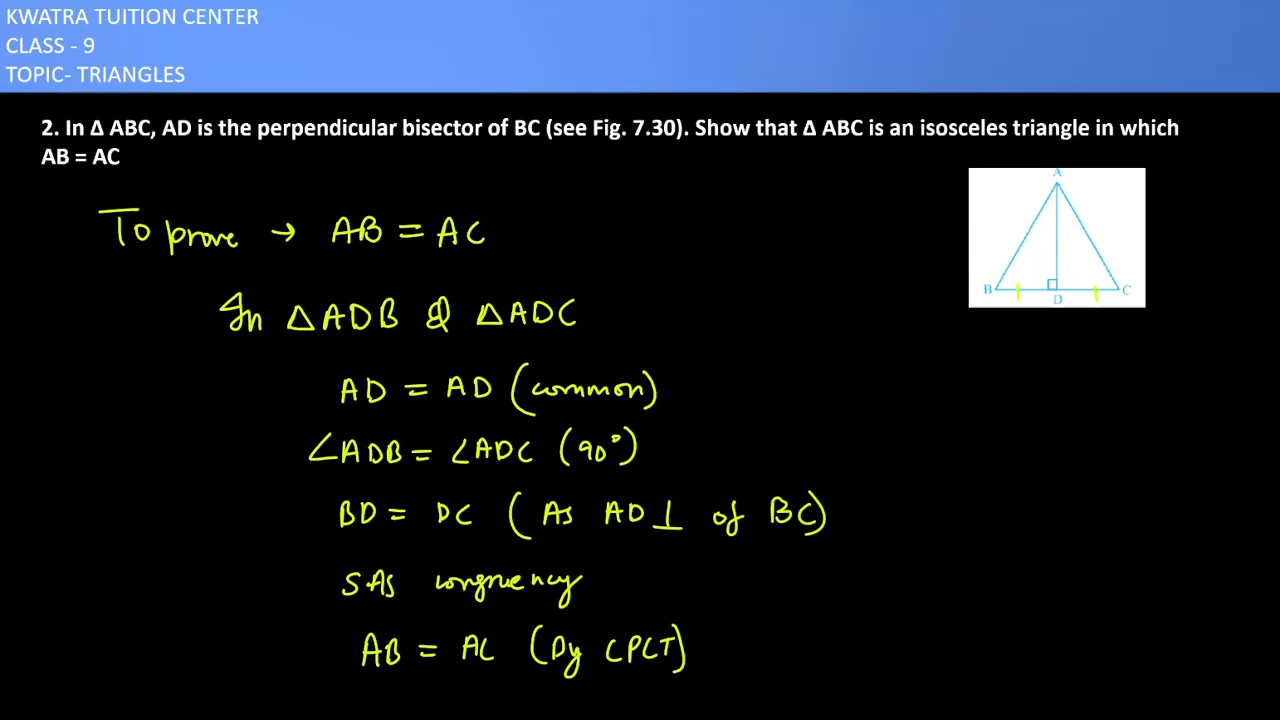 KWATRA TUITION CENTER
CLASS - 9
TOPIC- TRIANGLES
2. In Δ ABC, AD is the perpendicular bisector of BC (see Fig. 7.30). Show that Δ ABC is an isosceles triangle in which
AB = AC
A
B
D
C
To prove → AB = AC
In △ADB & △ADC
AD = AD (common)
∠ADB = ∠ADC (90°)
BD = DC (As AD ⊥ of BC)
SAS congruency
AB = AC (By CPCT)